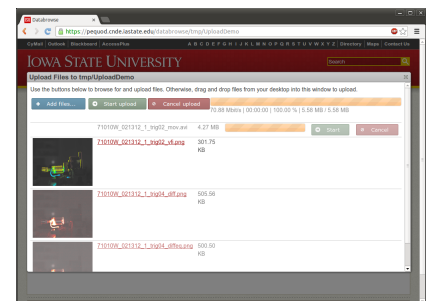 Databrowse
https://pequod.cnde.iastate.edu/databrowse/tmp/UploadDemo
CyMail Outlook Blackboard AccessPlus A B C D E F G H I J K L M N O P Q R S T U V W X Y Z Directory Maps Contact Us
IOWA STATE UNIVERSITY
Search
Upload Files to tmp/UploadDemo
Use the buttons below to browse for and upload files. Otherwise, drag and drop files from your desktop into this window to upload.
Add files... Start upload Cancel upload
70.88 Mbit/s | 00:00:00 | 100.00 % | 5.58 MB / 5.58 MB
71010W_021312_1_trig02_mov.avi 4.27 MB Start Cancel
71010W_021312_1_trig02_vfi.png 301.75
KB
71010W_021312_1_trig04_diff.png 505.56
KB
71010W_021312_1_trig04_diffeq.png 500.50
KB